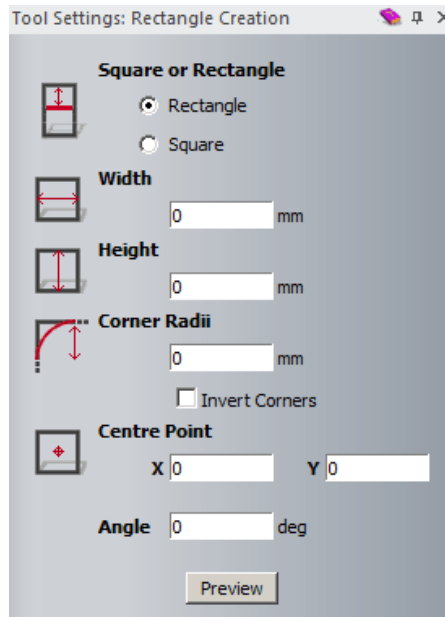 Tool Settings: Rectangle Creation
Square or Rectangle
Rectangle
Square
Width
0 mm
Height
0 mm
Corner Radii
0 mm
Invert Corners
Centre Point
X 0 Y 0
Angle 0 deg
Preview